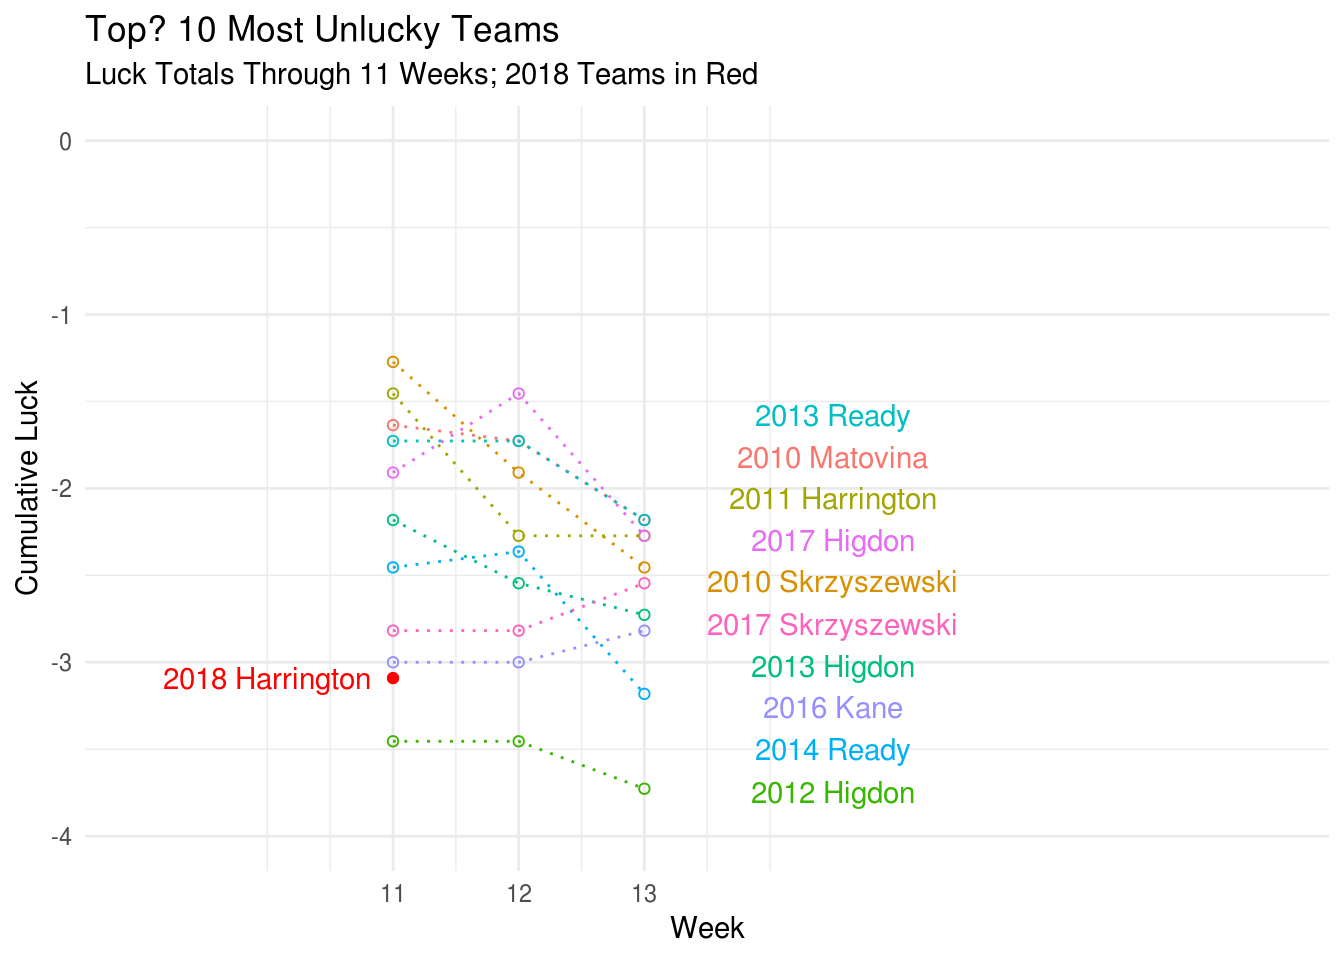 Top? 10 Most Unlucky Teams
Luck Totals Through 11 Weeks; 2018 Teams in Red
Cumulative Luck
0
-1
-2
-3
-4
2013 Ready
2010 Matovina
2011 Harrington
2017 Higdon
2010 Skrzyszewski
2017 Skrzyszewski
2013 Higdon
2018 Harrington
2016 Kane
2014 Ready
2012 Higdon
11 12 13
Week